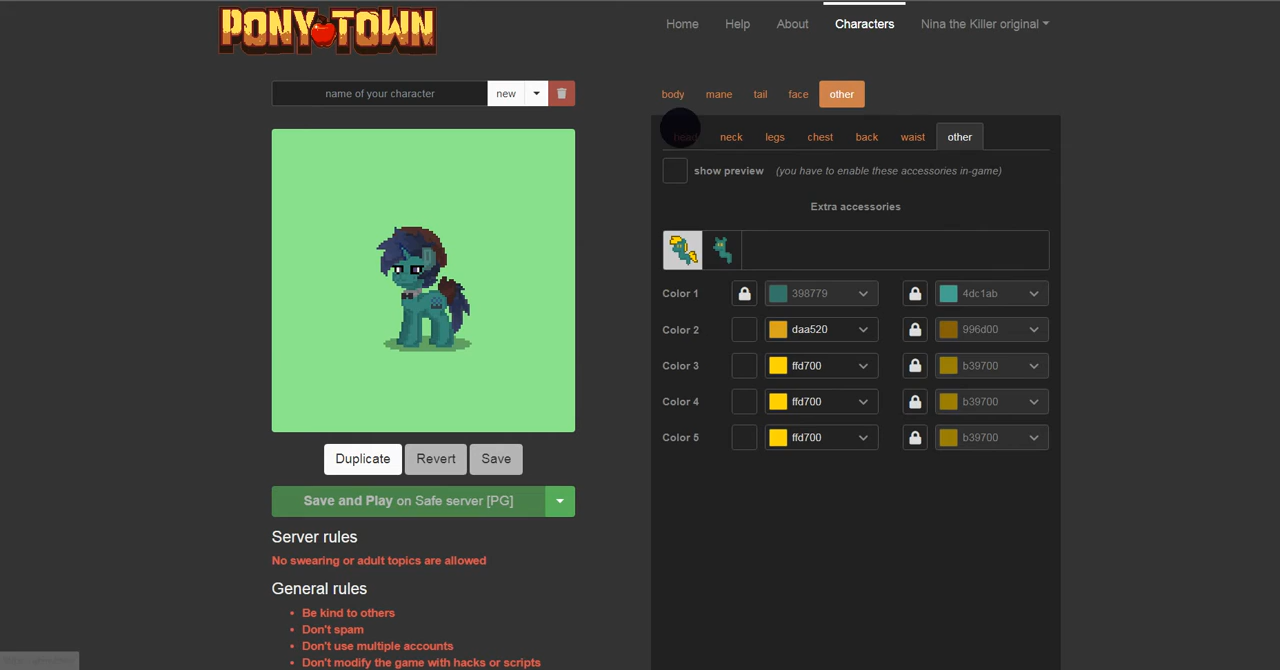 PONY TOWN
Home Help About Characters Nina the Killer original
name of your character new
body mane tail face other
head neck legs chest back waist other
show preview (you have to enable these accessories in-game)
Extra accessories
Color 1 398779 4dc1ab
Color 2 daa520 996d00
Color 3 ffd700 b39700
Color 4 ffd700 b39700
Color 5 ffd700 b39700
Duplicate Revert Save
Save and Play on Safe server [PG]
Server rules
No swearing or adult topics are allowed
General rules
• Be kind to others
• Don't spam
• Don't use multiple accounts
• Don't modify the game with hacks or scripts